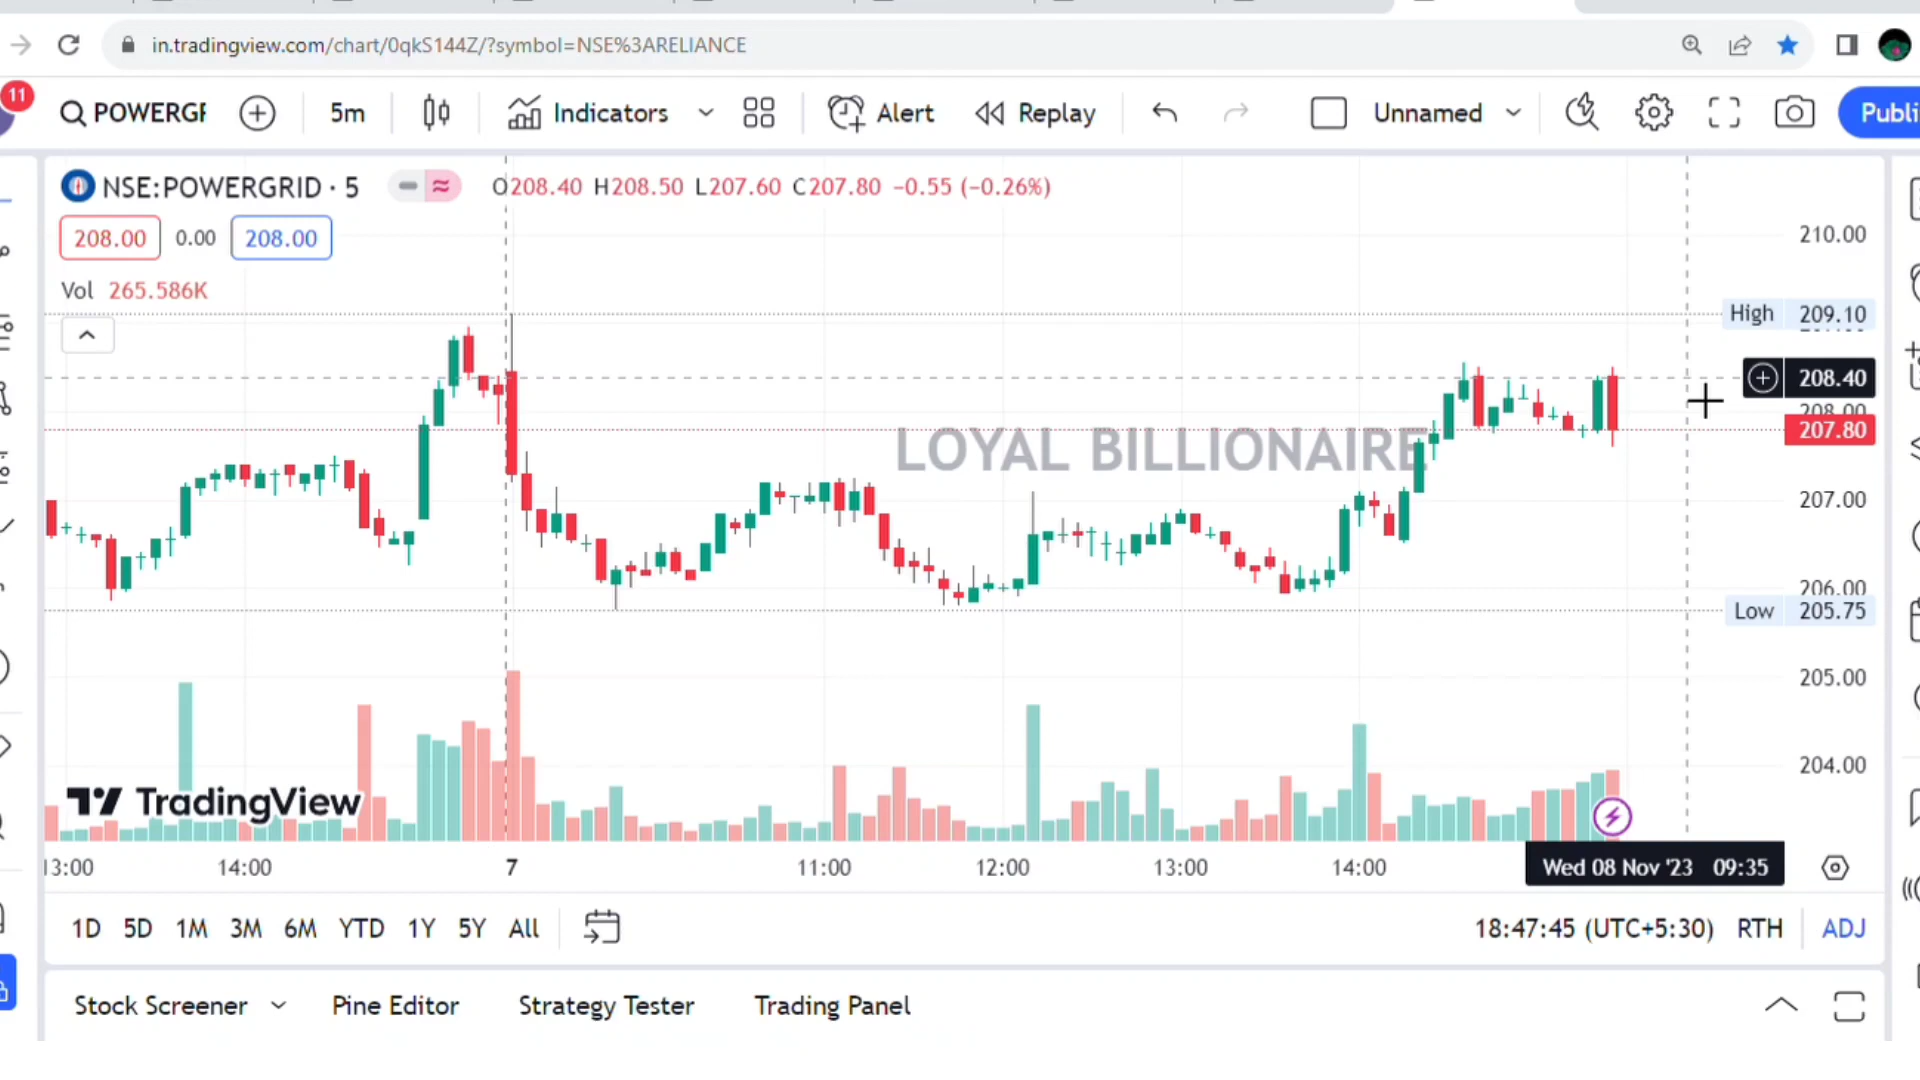 in.tradingview.com/chart/0qkS144Z/?symbol=NSE%3ARELIANCE
11
POWERGF
5m
Indicators
Alert
Replay
Unnamed
Publi
NSE:POWERGRID · 5
O208.40 H208.50 L207.60 C207.80 −0.55 (−0.26%)
208.00 0.00 208.00
Vol 265.586K
210.00
High 209.10
208.40
208.00
207.80
LOYAL BILLIONAIRE
207.00
206.00
Low 205.75
205.00
204.00
TradingView
13:00 14:00 7 11:00 12:00 13:00 14:00 Wed 08 Nov '23 09:35
1D 5D 1M 3M 6M YTD 1Y 5Y All
18:47:45 (UTC+5:30) RTH ADJ
Stock Screener Pine Editor Strategy Tester Trading Panel